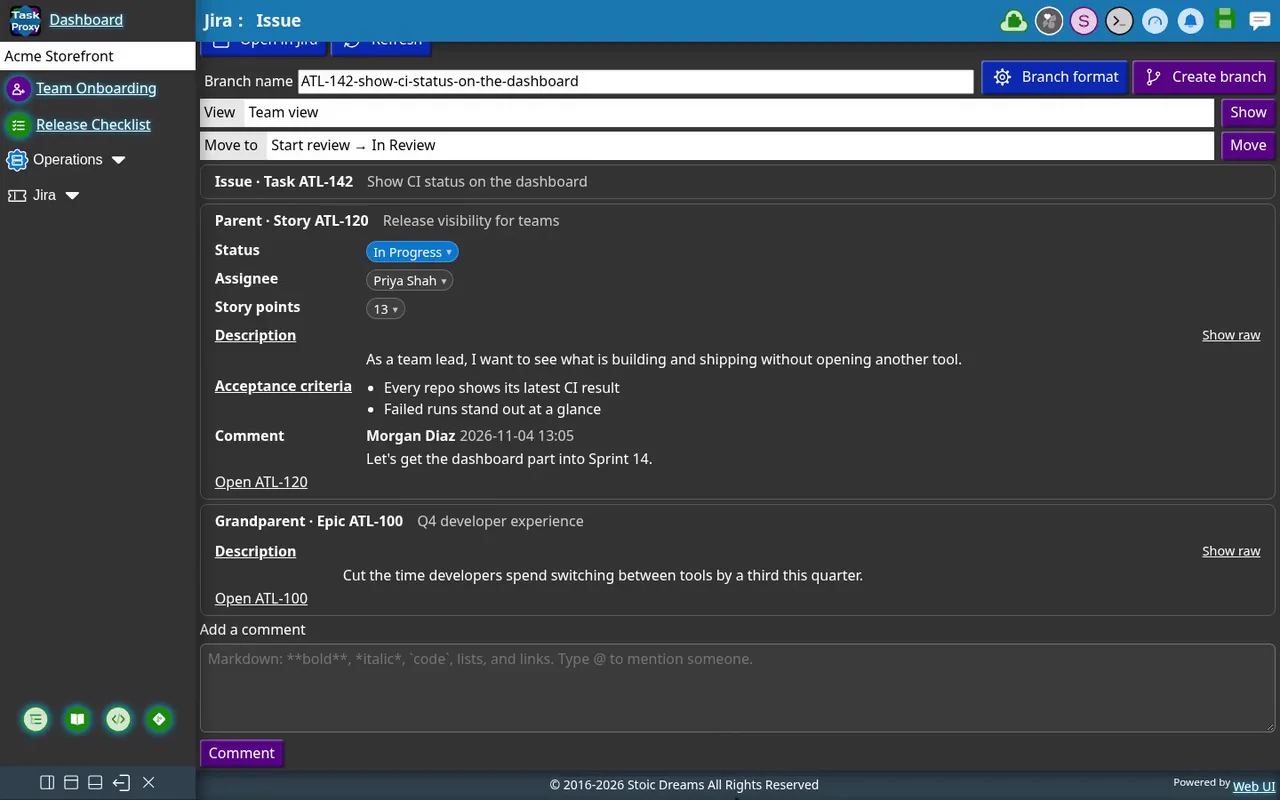 Task Proxy
Dashboard
Jira : Issue
S
Acme Storefront
Team Onboarding
Release Checklist
Operations
Jira
Open in Jira
Refresh
Branch name ATL-142-show-ci-status-on-the-dashboard
Branch format
Create branch
View Team view
Show
Move to Start review → In Review
Move
Issue · Task ATL-142 Show CI status on the dashboard
Parent · Story ATL-120 Release visibility for teams
Status In Progress ▾
Assignee Priya Shah ▾
Story points 13 ▾
Description Show raw
As a team lead, I want to see what is building and shipping without opening another tool.
Acceptance criteria • Every repo shows its latest CI result
• Failed runs stand out at a glance
Comment Morgan Diaz 2026-11-04 13:05
Let's get the dashboard part into Sprint 14.
Open ATL-120
Grandparent · Epic ATL-100 Q4 developer experience
Description Show raw
Cut the time developers spend switching between tools by a third this quarter.
Open ATL-100
Add a comment
Markdown: **bold**, *italic*, `code`, lists, and links. Type @ to mention someone.
Comment
© 2016-2026 Stoic Dreams All Rights Reserved
Powered by Web UI